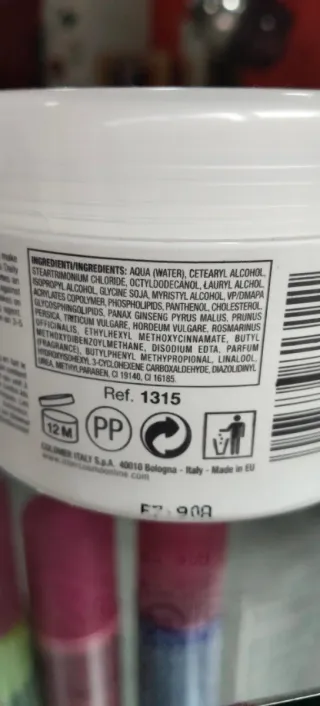 INGREDIENTI/INGREDIENTS: AQUA (WATER), CETEARYL ALCOHOL,
STEARTRIMONIUM CHLORIDE, OCTYLDODECANOL, LAURYL ALCHOL,
ISOPROPYL ALCOHOL, GLYCINE SOJA, MYRISTYL ALCOHOL, VP/DMAPA
ACRYLATES COPOLYMER, PHOSPHOLIPIDS, PANTHENOL, CHOLESTEROL,
GLYCOSPHINGOLIPIDS, PANAX GINSENG PYRUS MALUS, PRUNUS
PERSICA, TRITICUM VULGARE, HORDEUM VULGARE, ROSMARINUS
OFFICINALIS, ETHYLHEXYL METHOXYCINNAMATE, BUTYL
METHOXYDIBENZOYLMETHANE, DISODIUM EDTA, PARFUM
(FRAGRANCE), BUTYLPHENYL METHYPROPIONAL, LINALOOL,
HYDROXYISOHEXYL 3-CYCLOHEXENE CARBOXALDEHYDE, DIAZOLIDINYL
UREA, METHYLPARABEN, CI 19140, CI 16185.
Ref. 1315
12 M
PP
ITALY S.p.A. 40010 Bologna - Italy - Made in EU